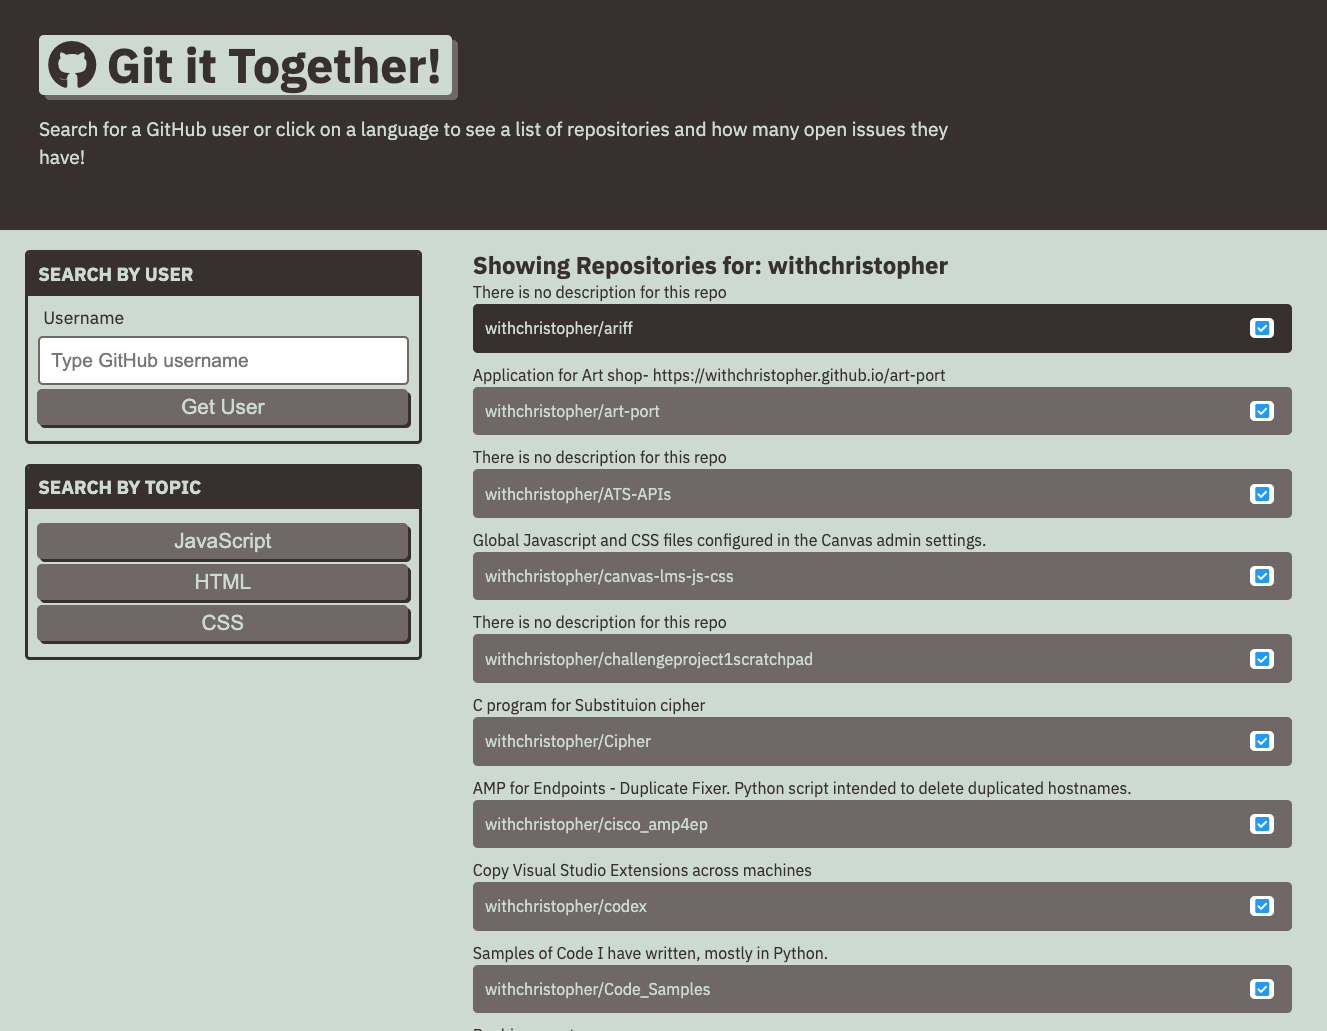 Git it Together!
Search for a GitHub user or click on a language to see a list of repositories and how many open issues they
have!
SEARCH BY USER
Username
Type GitHub username
Get User
SEARCH BY TOPIC
JavaScript
HTML
CSS
Showing Repositories for: withchristopher
There is no description for this repo
withchristopher/ariff
Application for Art shop- https://withchristopher.github.io/art-port
withchristopher/art-port
There is no description for this repo
withchristopher/ATS-APIs
Global Javascript and CSS files configured in the Canvas admin settings.
withchristopher/canvas-lms-js-css
There is no description for this repo
withchristopher/challengeproject1scratchpad
C program for Substituion cipher
withchristopher/Cipher
AMP for Endpoints - Duplicate Fixer. Python script intended to delete duplicated hostnames.
withchristopher/cisco_amp4ep
Copy Visual Studio Extensions across machines
withchristopher/codex
Samples of Code I have written, mostly in Python.
withchristopher/Code_Samples